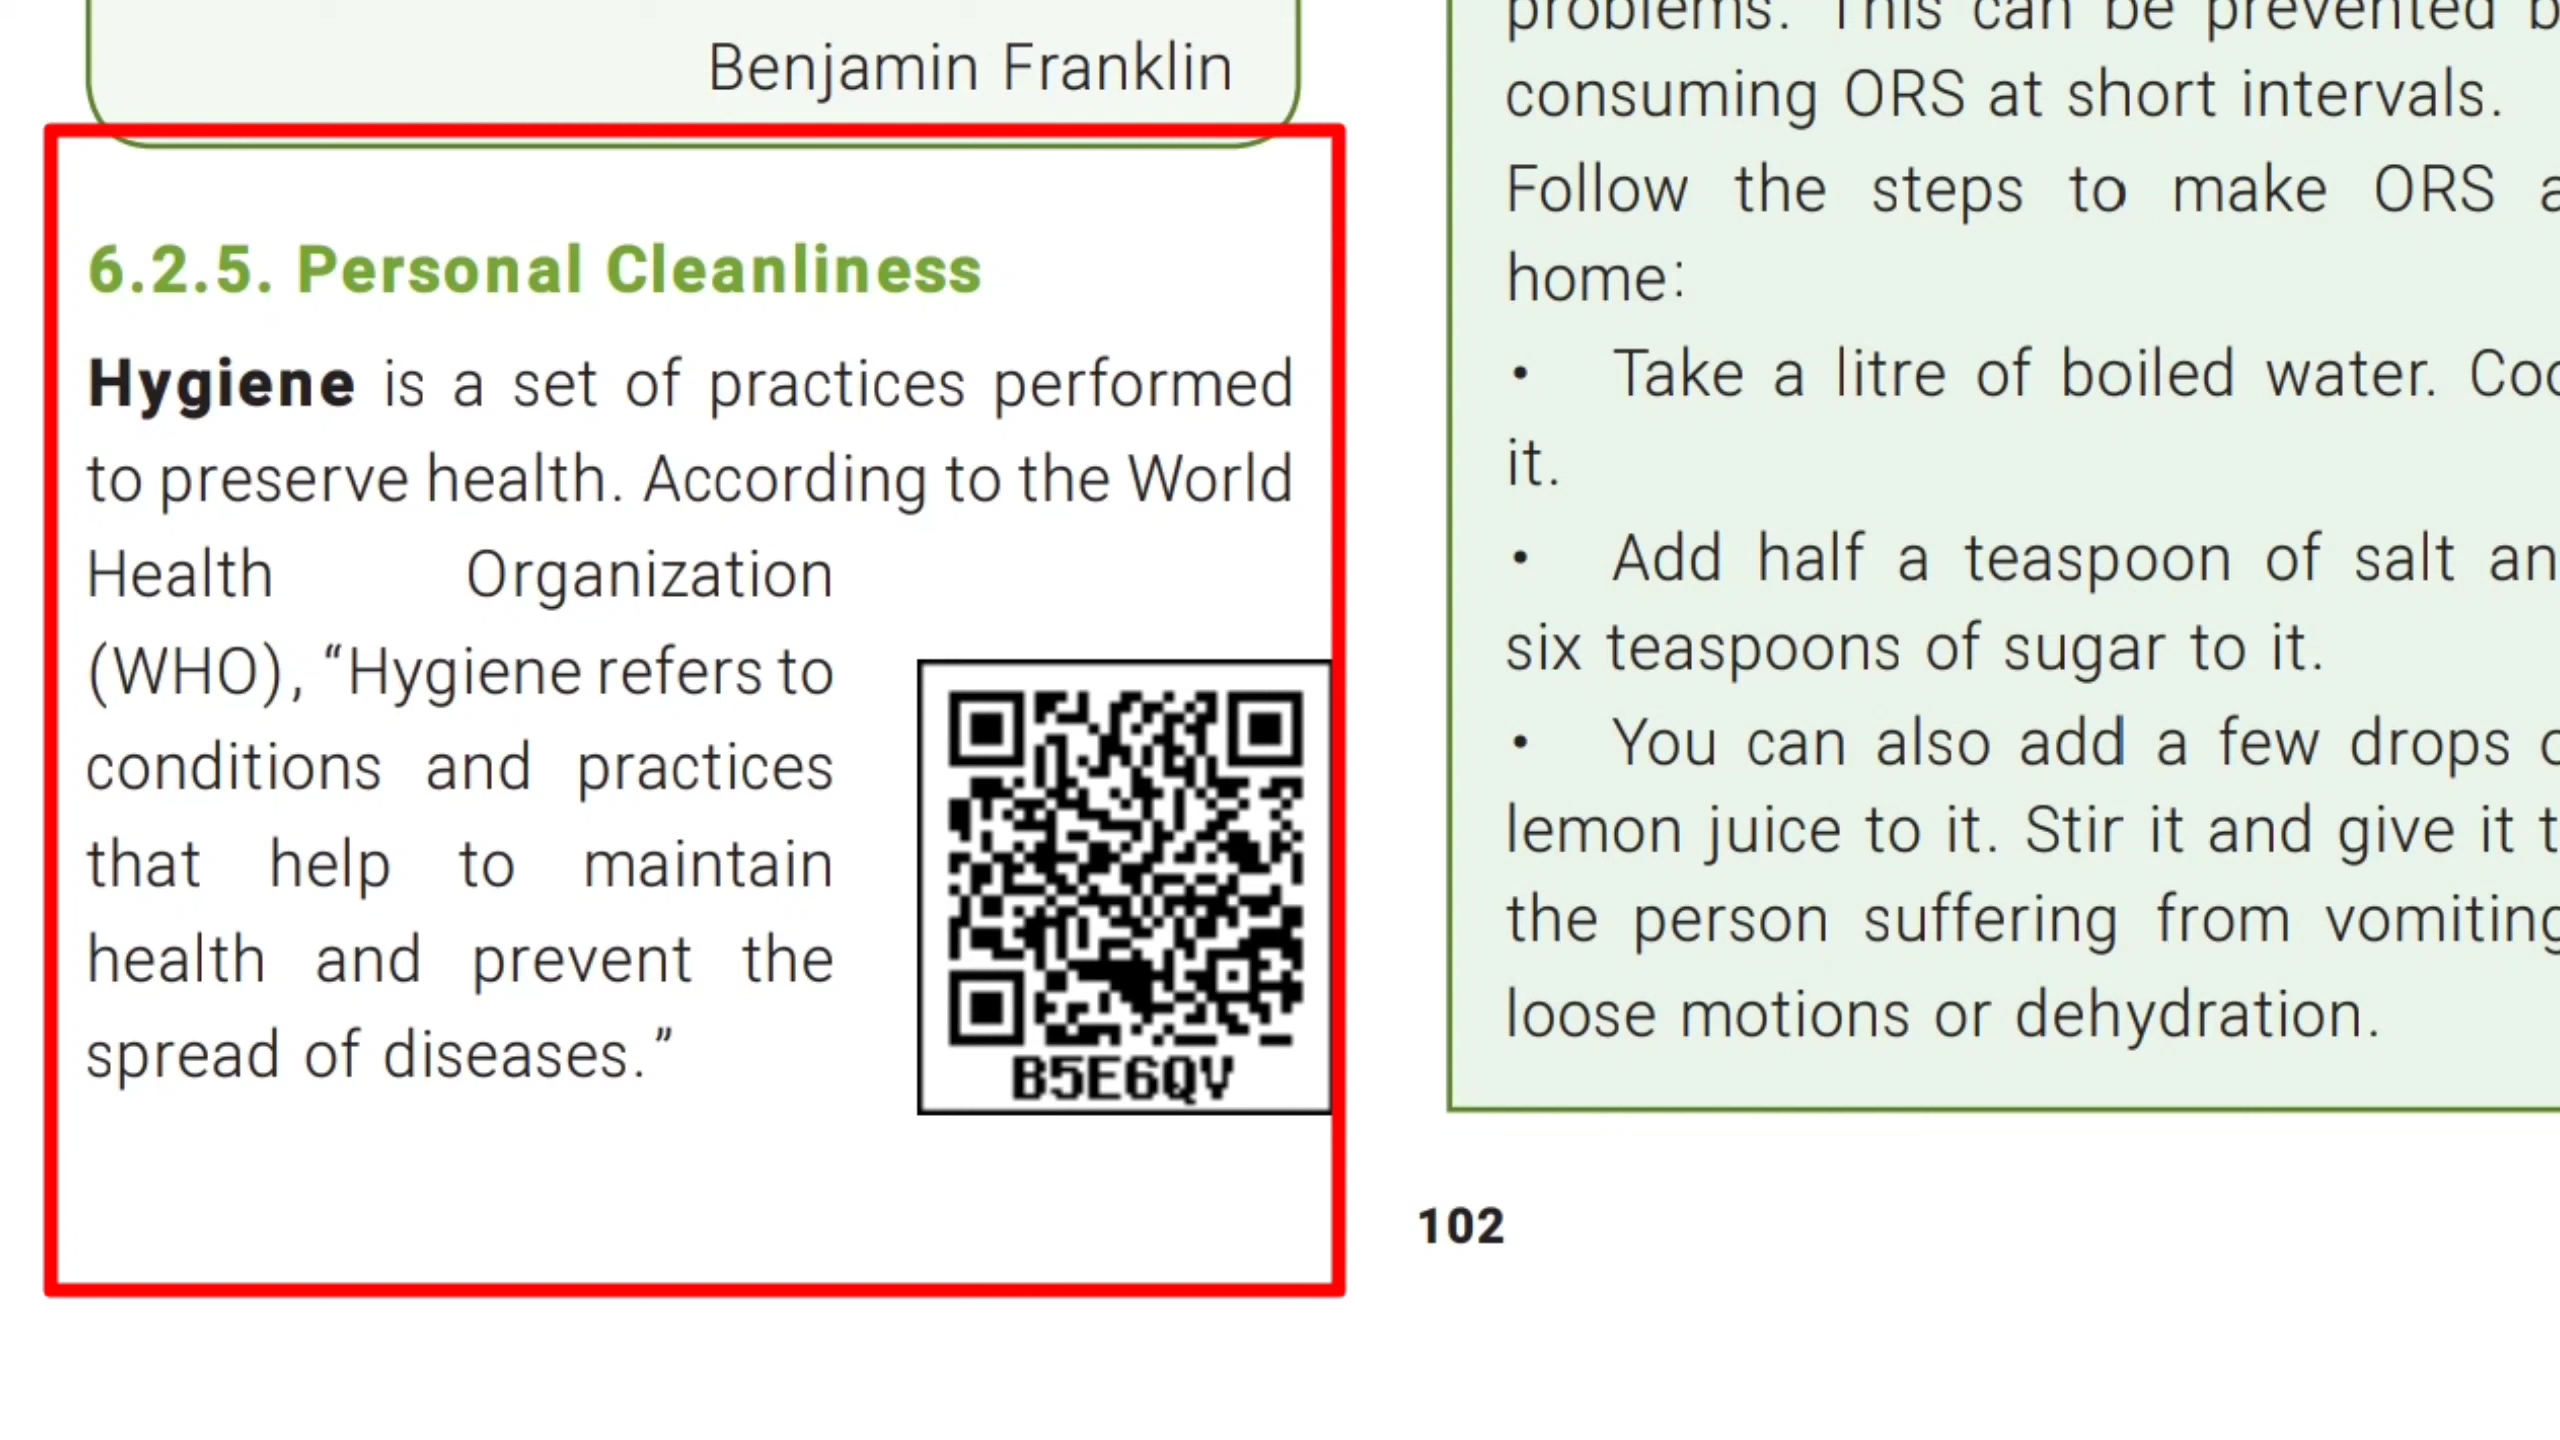 Benjamin Franklin
6.2.5. Personal Cleanliness
Hygiene is a set of practices performed
to preserve health. According to the World
Health Organization
(WHO), “Hygiene refers to
conditions and practices
that help to maintain
health and prevent the
spread of diseases.”
B5E6QV
problems. This can be prevented
consuming ORS at short intervals.
Follow the steps to make ORS
home:
• Take a litre of boiled water.
it.
• Add half a teaspoon of salt
six teaspoons of sugar to it.
• You can also add a few drops
lemon juice to it. Stir it and give it
the person suffering from vomiting
loose motions or dehydration.
102